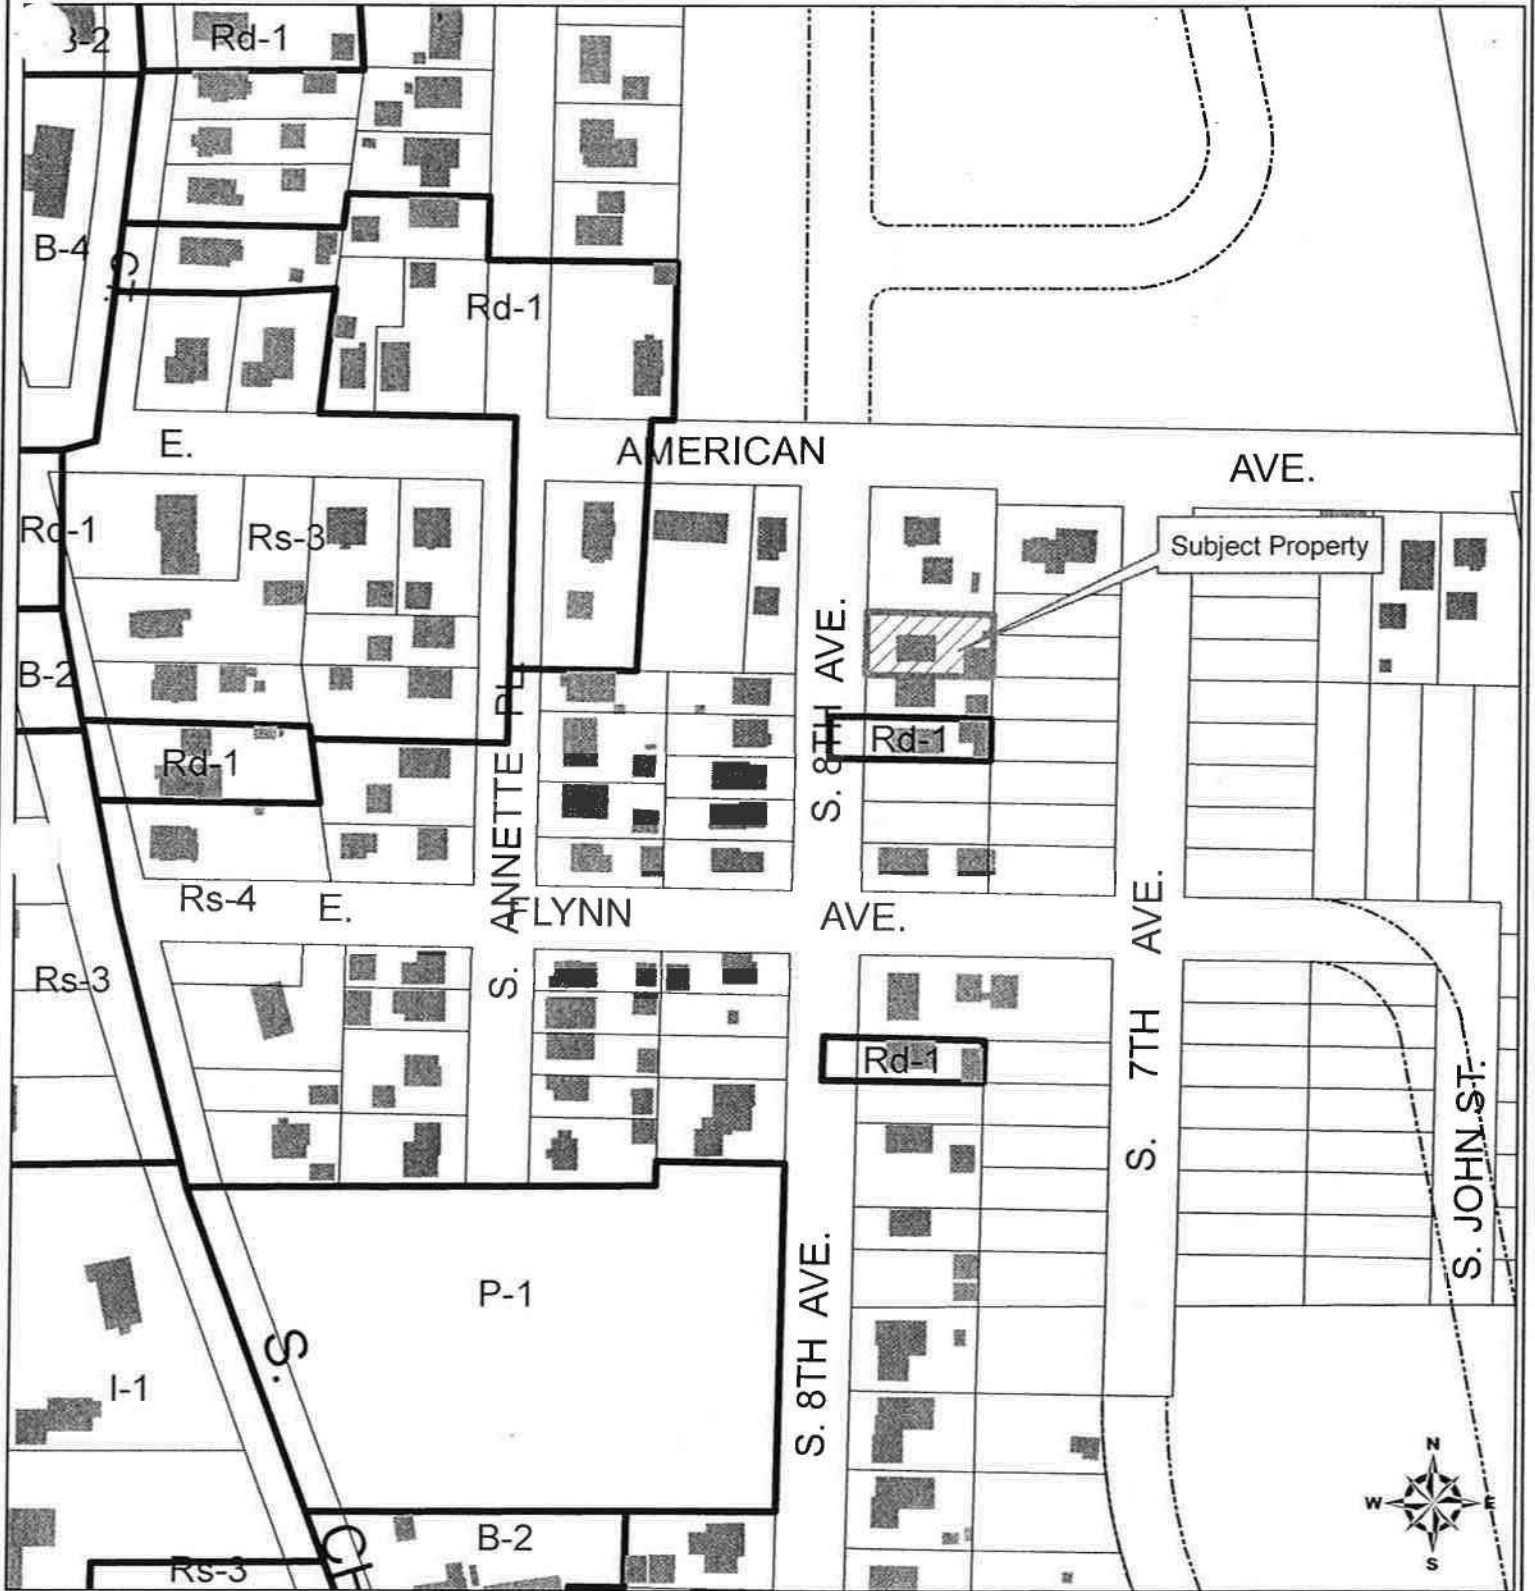 Rd-1
B-4
Rd-1
E.
AMERICAN
AVE.
Rd-1
Rs-3
Subject Property
B-2
Rd-1
ANNETTE PL.
S. 8TH AVE.
Rd-1
Rs-4
E.
FLYNN
AVE.
AVE.
Rs-3
S.
7TH
Rd-1
S.
S. JOHN ST.
P-1
S. 8TH AVE.
S.
I-1
N
W
E
S
B-2
Rs-3